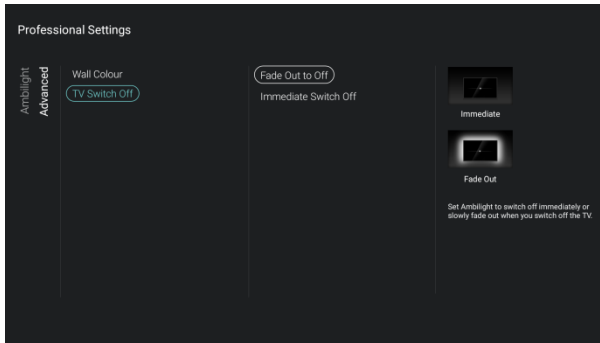 Professional Settings
Ambilight
Advanced
Wall Colour
TV Switch Off
Fade Out to Off
Immediate Switch Off
Immediate
Fade Out
Set Ambilight to switch off immediately or
slowly fade out when you switch off the TV.